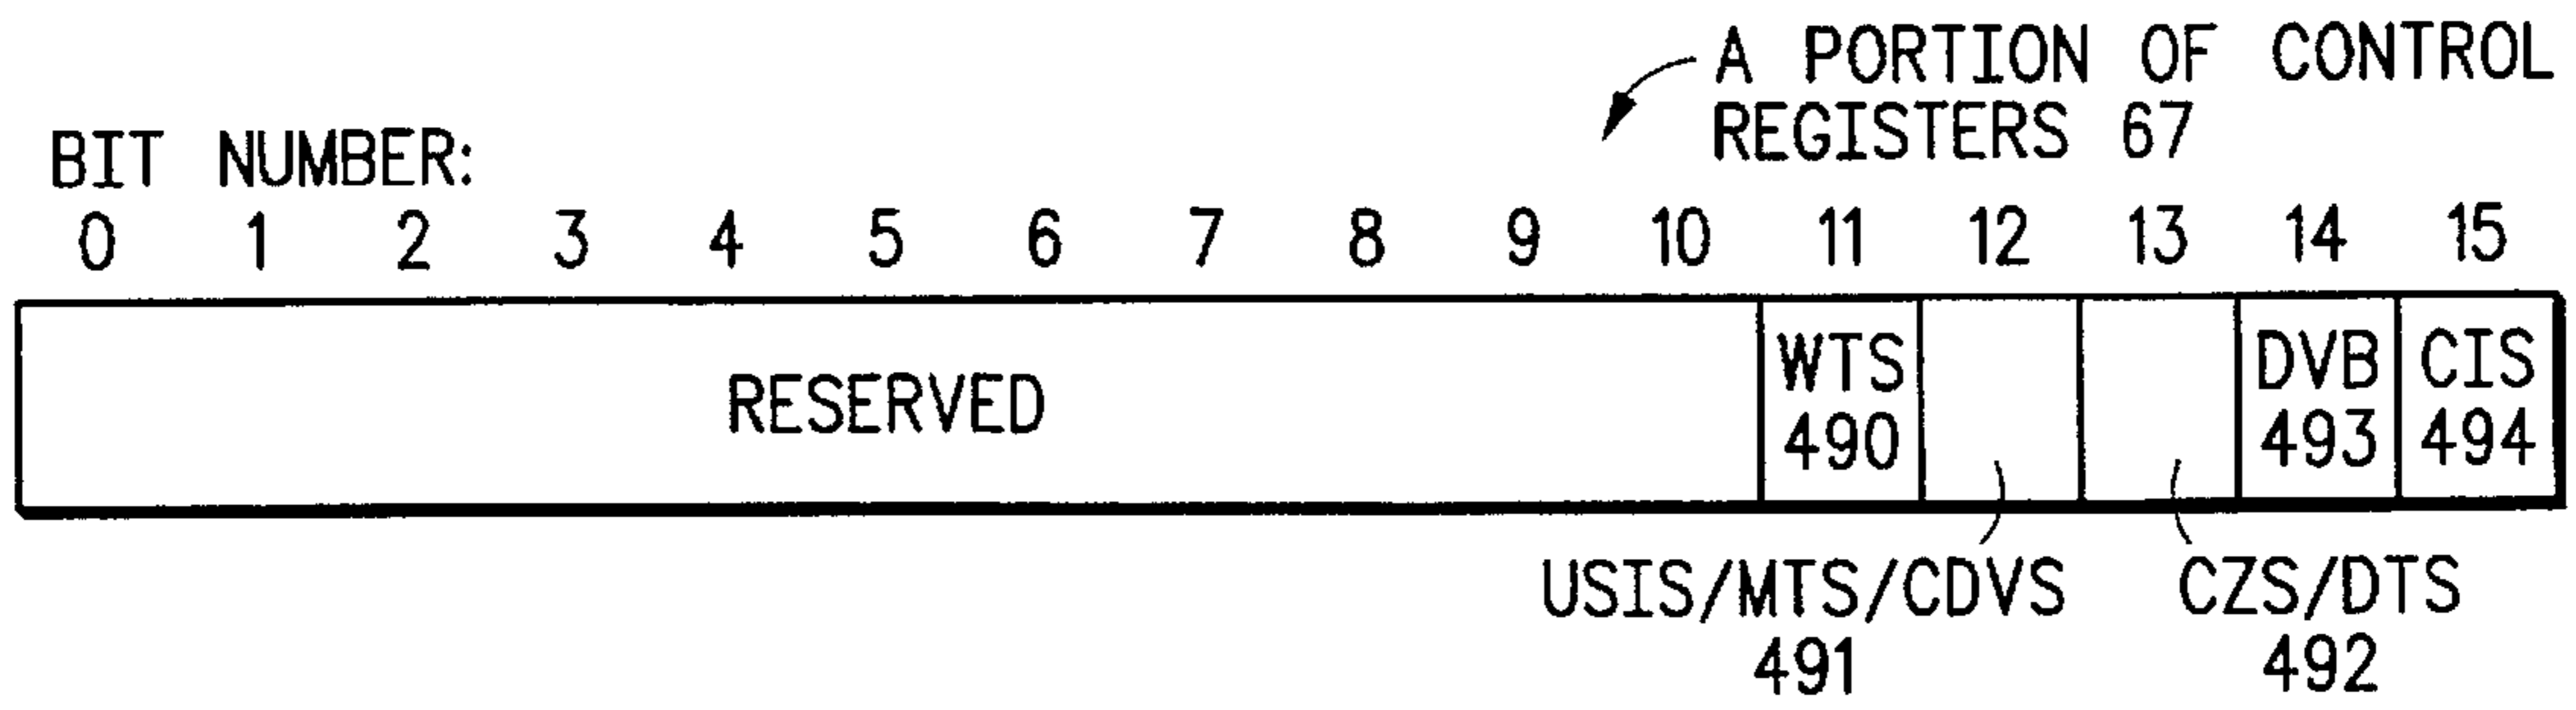 A PORTION OF CONTROL
REGISTERS 67
BIT NUMBER:
0 1 2 3 4 5 6 7 8 9 10 11 12 13 14 15
RESERVED
WTS
490
DVB
493
CIS
494
USIS/MTS/CDVS
491
CZS/DTS
492